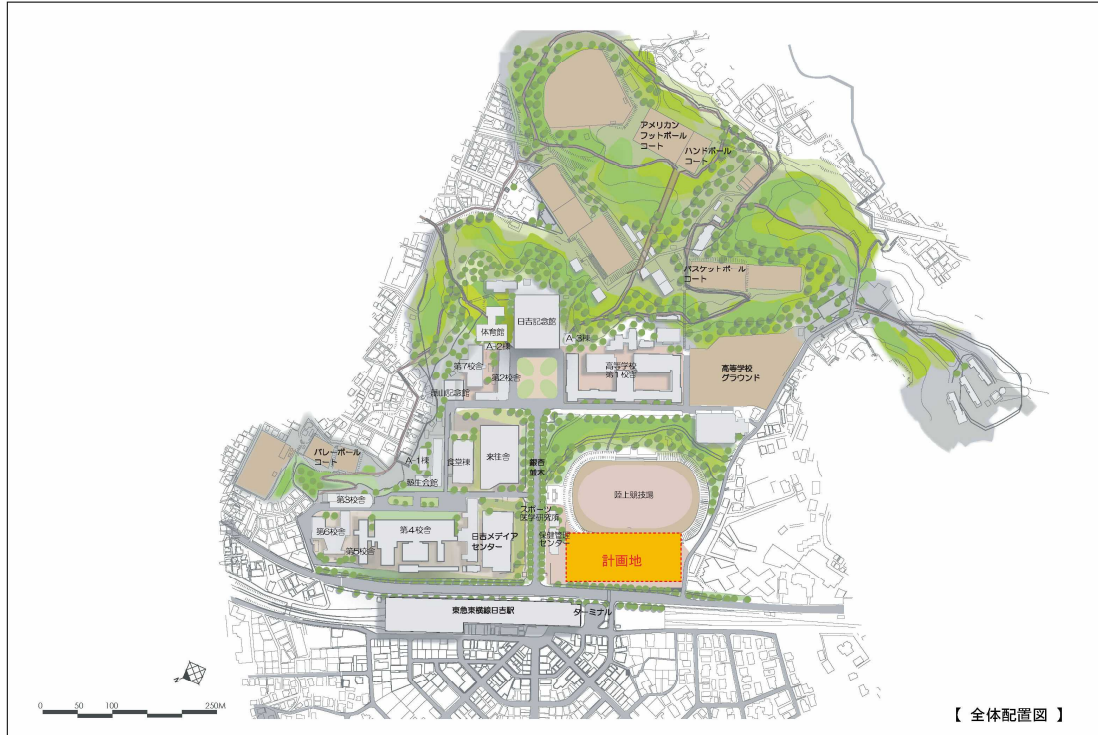 アメリカン
フットボール
コート
ハンドボール
コート
バスケットボール
コート
日吉記念館
体育館
A-2棟
A-3棟
第7校舎
第2校舎
高等学校
第1校舎
高等学校
グラウンド
藤山記念館
バレーボール
コート
A-1棟
塾生会館
食堂棟
来往舎
銀杏
並木
陸上競技場
第3校舎
スポーツ
医学研究所
第6校舎
第4校舎
第5校舎
日吉メデイア
センター
保健管理
センター
計画地
東急東横線日吉駅
ターミナル
0 50 100 250M
【 全体配置図 】